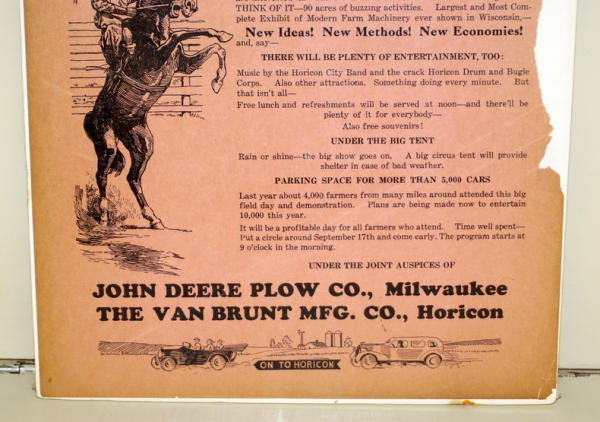 THINK OF IT—90 acres of buzzing activities. Largest and Most Com-
plete Exhibit of Modern Farm Machinery ever shown in Wisconsin,—
New Ideas! New Methods! New Economies!
and, say—
THERE WILL BE PLENTY OF ENTERTAINMENT, TOO:
Music by the Horicon City Band and the crack Horicon Drum and Bugle
Corps. Also other attractions. Something doing every minute. But
that isn't all—
Free lunch and refreshments will be served at noon—and there'll be
plenty of it for everybody—
Also free souvenirs!
UNDER THE BIG TENT
Rain or shine—the big show goes on. A big circus tent will provide
shelter in case of bad weather.
PARKING SPACE FOR MORE THAN 5,000 CARS
Last year about 4,000 farmers from many miles around attended this big
field day and demonstration. Plans are being made now to entertain
10,000 this year.
It will be a profitable day for all farmers who attend. Time well spent—
Put a circle around September 17th and come early. The program starts at
9 o'clock in the morning.
UNDER THE JOINT AUSPICES OF
JOHN DEERE PLOW CO., Milwaukee
THE VAN BRUNT MFG. CO., Horicon
ON TO HORICON